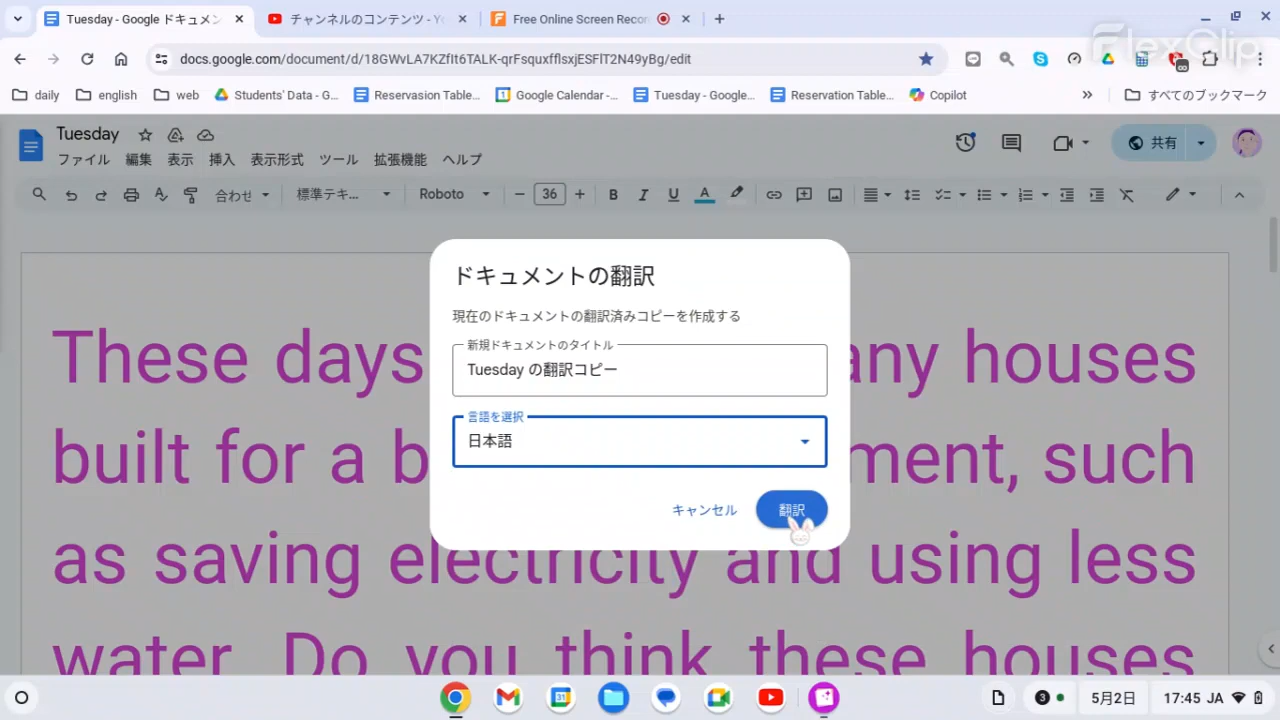 Tuesday - Google ドキュメン
チャンネルのコンテンツ - Y
Free Online Screen Recor
FlexClip
docs.google.com/document/d/18GWvLA7KZfIt6TALK-qrFsquxfflsxjESFlT2N49yBg/edit
daily
english
web
Students' Data - G...
Reservasion Table...
Google Calendar -...
Tuesday - Google...
Reservation Table...
Copilot
»
すべてのブックマーク
Tuesday
ファイル 編集 表示 挿入 表示形式 ツール 拡張機能 ヘルプ
共有
合わせ
標準テキ...
Roboto
36
B I U A
ドキュメントの翻訳
現在のドキュメントの翻訳済みコピーを作成する
新規ドキュメントのタイトル
Tuesday の翻訳コピー
言語を選択
日本語
キャンセル
翻訳
These days any houses
built for a b ment, such
as saving electricity and using less
water. Do you think these houses
31
3
5月2日
17:45 JA